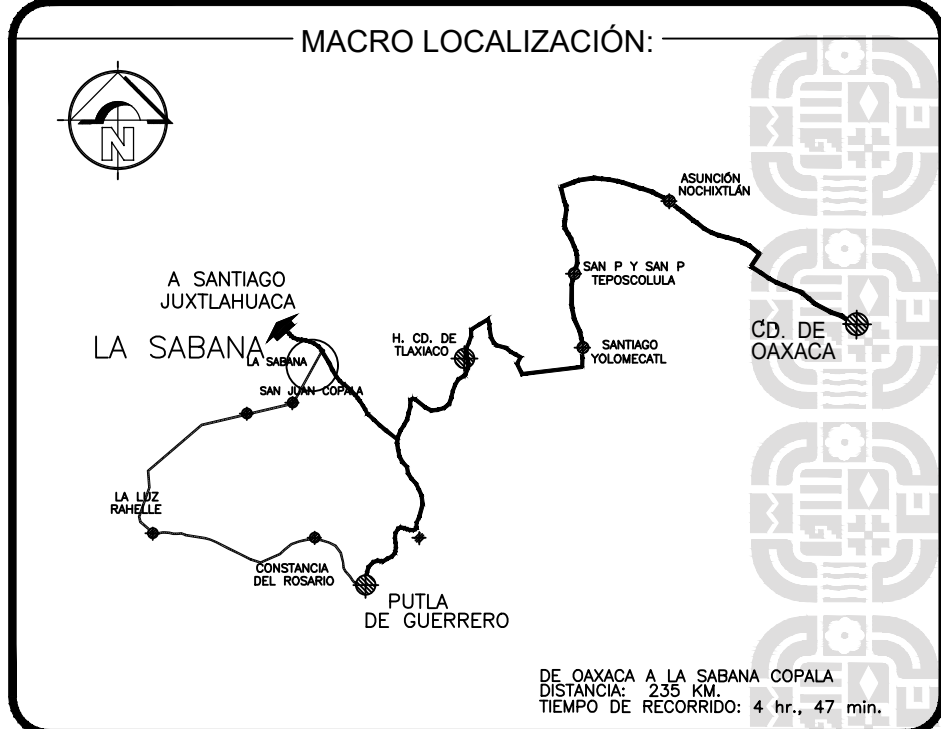 MACRO LOCALIZACIÓN:
N
ASUNCIÓN
NOCHIXTLÁN
SAN P Y SAN P
TEPOSCOLULA
A SANTIAGO
JUXTLAHUACA
CD. DE
OAXACA
H. CD. DE
TLAXIACO
SANTIAGO
YOLOMECATL
LA SABANA
LA SABANA
SAN JUAN COPALA
LA LUZ
RAHELLE
CONSTANCIA
DEL ROSARIO
PUTLA
DE GUERRERO
DE OAXACA A LA SABANA COPALA
DISTANCIA: 235 KM.
TIEMPO DE RECORRIDO: 4 hr., 47 min.